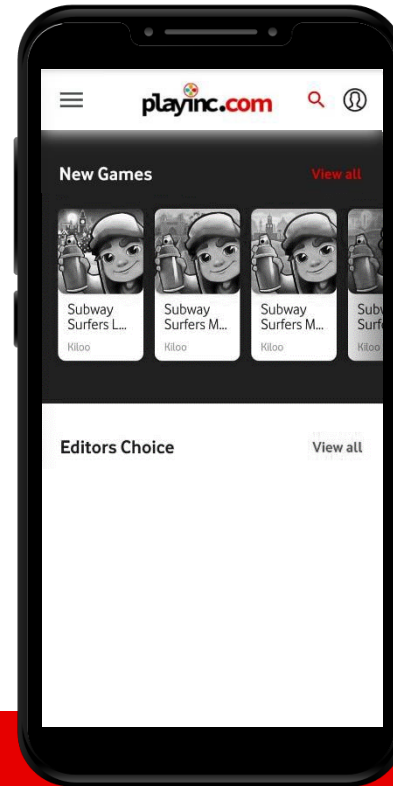 playinc.com
New Games
View all
Subway
Surfers L...
Kiloo
Subway
Surfers M...
Kiloo
Subway
Surfers M...
Kiloo
Kiloo
Editors Choice
View all